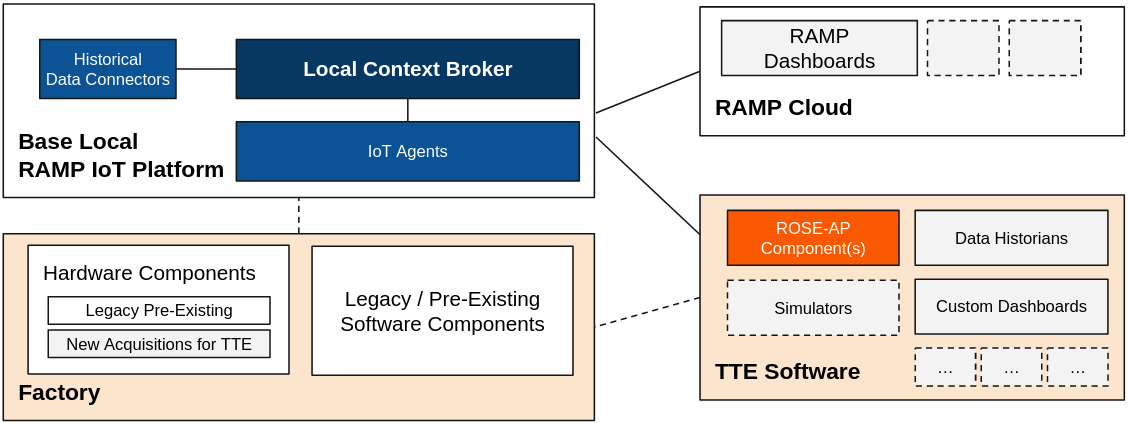 Historical
Data Connectors
Local Context Broker
IoT Agents
Base Local
RAMP IoT Platform
RAMP
Dashboards
RAMP Cloud
Hardware Components
Legacy Pre-Existing
New Acquisitions for TTE
Legacy / Pre-Existing
Software Components
Factory
ROSE-AP
Component(s)
Data Historians
Simulators
Custom Dashboards
TTE Software
...
...
...